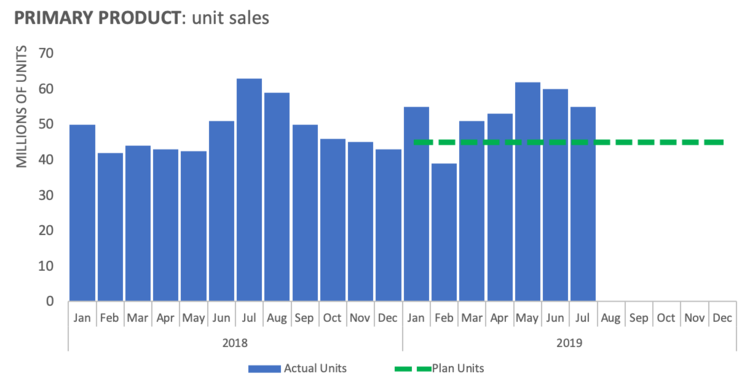 PRIMARY PRODUCT: unit sales
MILLIONS OF UNITS
70
60
50
40
30
20
10
0
Jan Feb Mar Apr May Jun Jul Aug Sep Oct Nov Dec Jan Feb Mar Apr May Jun Jul Aug Sep Oct Nov Dec
2018 2019
Actual Units Plan Units